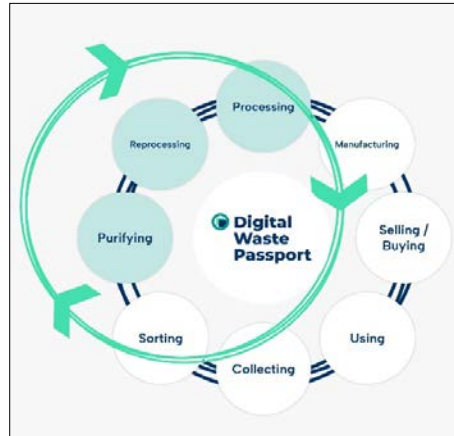 Processing
Reprocessing
Manufacturing
Digital
Waste
Passport
Purifying
Selling /
Buying
Sorting
Using
Collecting